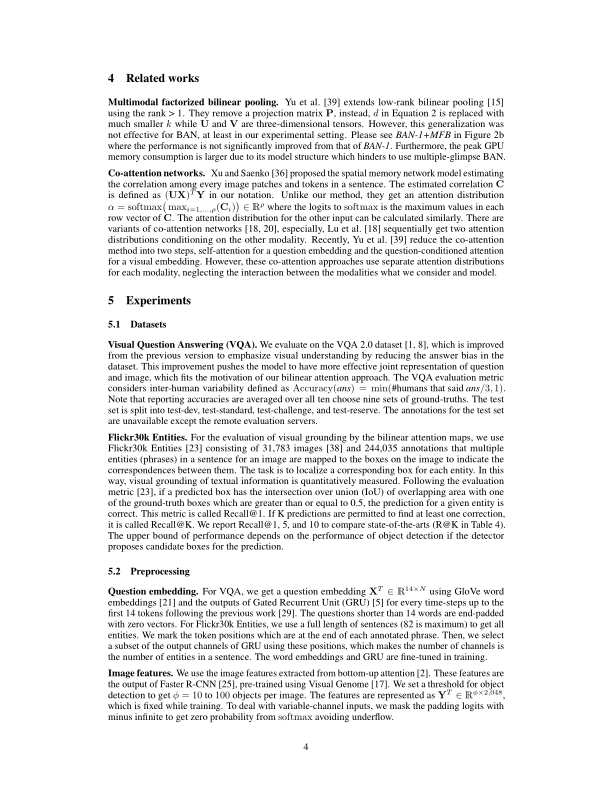 4 Related works
Multimodal factorized bilinear pooling. Yu et al. [39] extends low-rank bilinear pooling [15]
using the rank > 1. They remove a projection matrix P, instead, d in Equation 2 is replaced with
much smaller k while U and V are three-dimensional tensors. However, this generalization was
not effective for BAN, at least in our experimental setting. Please see BAN-1+MFB in Figure 2b
where the performance is not significantly improved from that of BAN-1. Furthermore, the peak GPU
memory consumption is larger due to its model structure which hinders to use multiple-glimpse BAN.
Co-attention networks. Xu and Saenko [36] proposed the spatial memory network model estimating
the correlation among every image patches and tokens in a sentence. The estimated correlation C
is defined as (UX)ᵀY in our notation. Unlike our method, they get an attention distribution
α = softmax(max_{i=1,...,ρ}(C_i)) ∈ ℝ^ρ where the logits to softmax is the maximum values in each
row vector of C. The attention distribution for the other input can be calculated similarly. There are
variants of co-attention networks [18, 20], especially, Lu et al. [18] sequentially get two attention
distributions conditioning on the other modality. Recently, Yu et al. [39] reduce the co-attention
method into two steps, self-attention for a question embedding and the question-conditioned attention
for a visual embedding. However, these co-attention approaches use separate attention distributions
for each modality, neglecting the interaction between the modalities what we consider and model.
5 Experiments
5.1 Datasets
Visual Question Answering (VQA). We evaluate on the VQA 2.0 dataset [1, 8], which is improved
from the previous version to emphasize visual understanding by reducing the answer bias in the
dataset. This improvement pushes the model to have more effective joint representation of question
and image, which fits the motivation of our bilinear attention approach. The VQA evaluation metric
considers inter-human variability defined as Accuracy(ans) = min(#humans that said ans/3, 1).
Note that reporting accuracies are averaged over all ten choose nine sets of ground-truths. The test
set is split into test-dev, test-standard, test-challenge, and test-reserve. The annotations for the test set
are unavailable except the remote evaluation servers.
Flickr30k Entities. For the evaluation of visual grounding by the bilinear attention maps, we use
Flickr30k Entities [23] consisting of 31,783 images [38] and 244,035 annotations that multiple
entities (phrases) in a sentence for an image are mapped to the boxes on the image to indicate the
correspondences between them. The task is to localize a corresponding box for each entity. In this
way, visual grounding of textual information is quantitatively measured. Following the evaluation
metric [23], if a predicted box has the intersection over union (IoU) of overlapping area with one
of the ground-truth boxes which are greater than or equal to 0.5, the prediction for a given entity is
correct. This metric is called Recall@1. If K predictions are permitted to find at least one correction,
it is called Recall@K. We report Recall@1, 5, and 10 to compare state-of-the-arts (R@K in Table 4).
The upper bound of performance depends on the performance of object detection if the detector
proposes candidate boxes for the prediction.
5.2 Preprocessing
Question embedding. For VQA, we get a question embedding Xᵀ ∈ ℝ^{14×N} using GloVe word
embeddings [21] and the outputs of Gated Recurrent Unit (GRU) [5] for every time-steps up to the
first 14 tokens following the previous work [29]. The questions shorter than 14 words are end-padded
with zero vectors. For Flickr30k Entities, we use a full length of sentences (82 is maximum) to get all
entities. We mark the token positions which are at the end of each annotated phrase. Then, we select
a subset of the output channels of GRU using these positions, which makes the number of channels is
the number of entities in a sentence. The word embeddings and GRU are fine-tuned in training.
Image features. We use the image features extracted from bottom-up attention [2]. These features are
the output of Faster R-CNN [25], pre-trained using Visual Genome [17]. We set a threshold for object
detection to get ϕ = 10 to 100 objects per image. The features are represented as Yᵀ ∈ ℝ^{ϕ×2,048},
which is fixed while training. To deal with variable-channel inputs, we mask the padding logits with
minus infinite to get zero probability from softmax avoiding underflow.
4